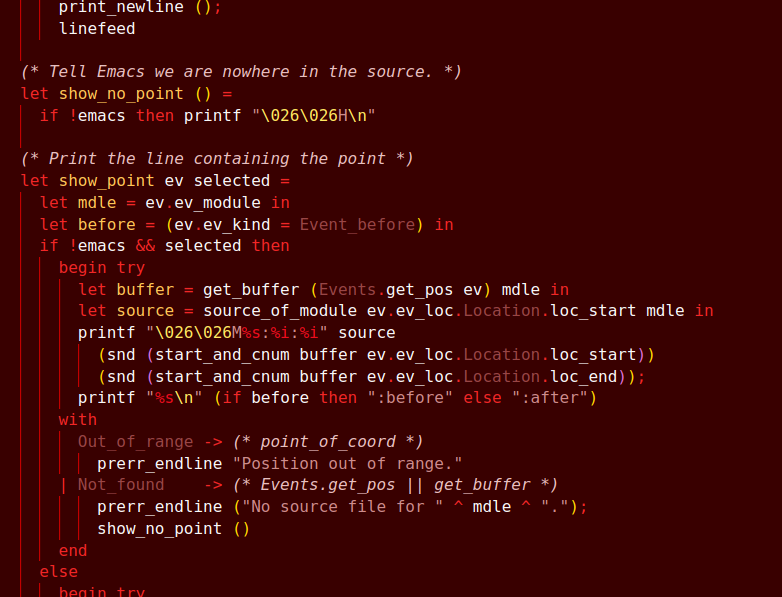 print_newline ();
linefeed
(* Tell Emacs we are nowhere in the source. *)
let show_no_point () =
if !emacs then printf "\026\026H\n"
(* Print the line containing the point *)
let show_point ev selected =
let mdle = ev.ev_module in
let before = (ev.ev_kind = Event_before) in
if !emacs && selected then
begin try
let buffer = get_buffer (Events.get_pos ev) mdle in
let source = source_of_module ev.ev_loc.Location.loc_start mdle in
printf "\026\026M%s:%i:%i" source
(snd (start_and_cnum buffer ev.ev_loc.Location.loc_start))
(snd (start_and_cnum buffer ev.ev_loc.Location.loc_end));
printf "%s\n" (if before then ":before" else ":after")
with
Out_of_range -> (* point_of_coord *)
prerr_endline "Position out of range."
| Not_found    -> (* Events.get_pos || get_buffer *)
prerr_endline ("No source file for " ^ mdle ^ ".");
show_no_point ()
end
else
begin try